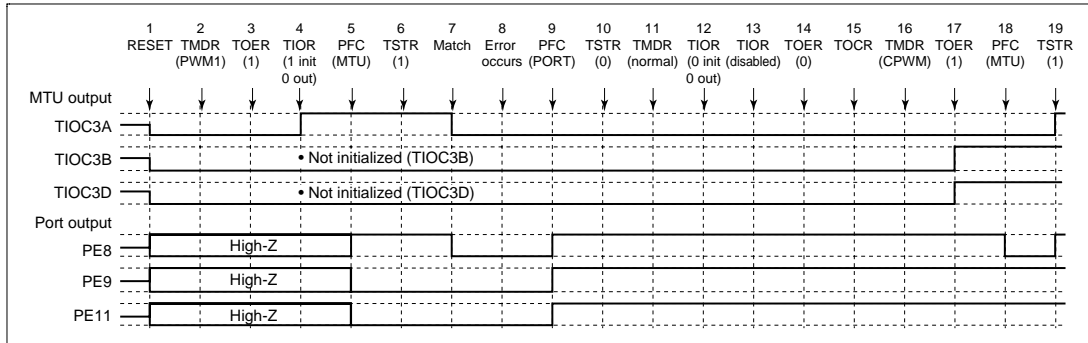 1 2 3 4 5 6 7 8 9 10 11 12 13 14 15 16 17 18 19
RESET TMDR TOER TIOR PFC TSTR Match Error PFC TSTR TMDR TIOR TIOR TOER TOCR TMDR TOER PFC TSTR
(PWM1) (1) (1 init (MTU) (1) occurs (PORT) (0) (normal) (0 init (disabled) (0) (CPWM) (1) (MTU) (1)
0 out) 0 out)
MTU output
TIOC3A
TIOC3B • Not initialized (TIOC3B)
TIOC3D • Not initialized (TIOC3D)
Port output
PE8 High-Z
PE9 High-Z
PE11 High-Z